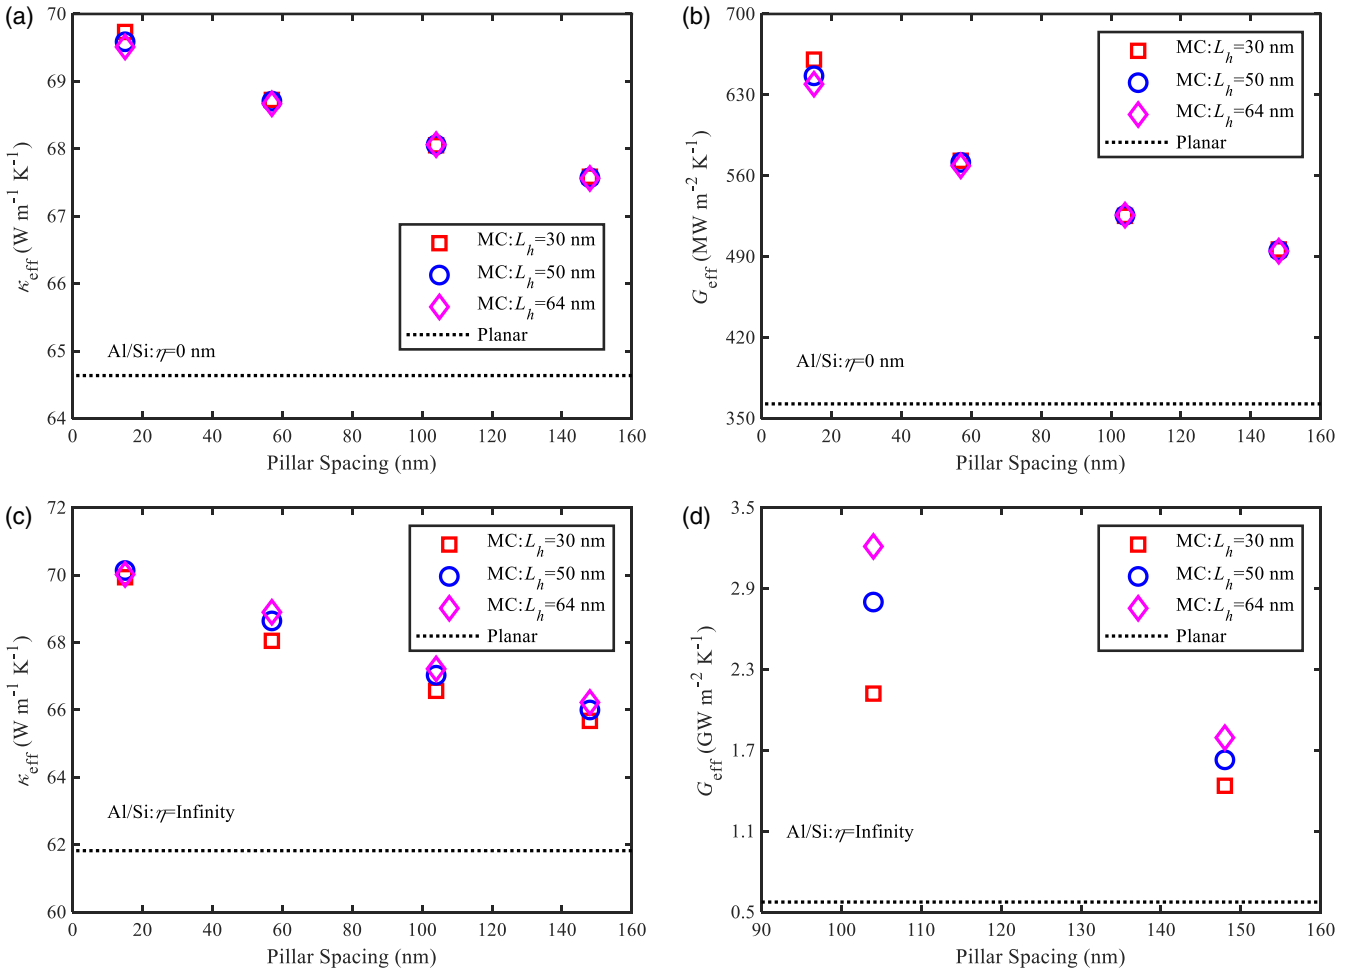 (a)
70
69
68
67
66
65
64
κeff (W m-1 K-1)
MC:Lh=30 nm
MC:Lh=50 nm
MC:Lh=64 nm
Planar
Al/Si:η=0 nm
0 20 40 60 80 100 120 140 160
Pillar Spacing (nm)
(b)
700
630
560
490
420
350
Geff (MW m-2 K-1)
MC:Lh=30 nm
MC:Lh=50 nm
MC:Lh=64 nm
Planar
Al/Si:η=0 nm
0 20 40 60 80 100 120 140 160
Pillar Spacing (nm)
(c)
72
70
68
66
64
62
60
κeff (W m-1 K-1)
MC:Lh=30 nm
MC:Lh=50 nm
MC:Lh=64 nm
Planar
Al/Si:η=Infinity
0 20 40 60 80 100 120 140 160
Pillar Spacing (nm)
(d)
3.5
2.9
2.3
1.7
1.1
0.5
Geff (GW m-2 K-1)
MC:Lh=30 nm
MC:Lh=50 nm
MC:Lh=64 nm
Planar
Al/Si:η=Infinity
90 100 110 120 130 140 150 160
Pillar Spacing (nm)